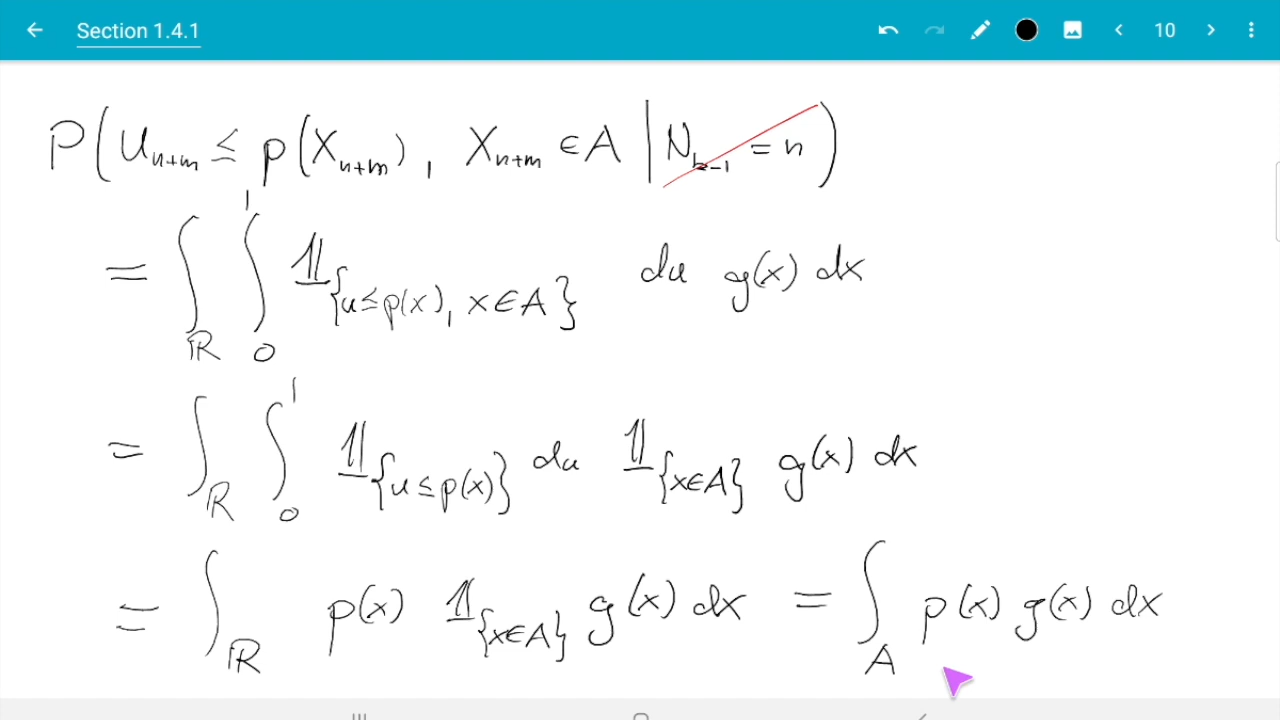 Section 1.4.1 10
P(U_{n+m} ≤ p(X_{n+m}), X_{n+m} ∈ A | N_{k-1} = n)
= ∫_ℝ ∫_0^1 𝟙_{{u≤p(x), x∈A}} du g(x) dx
= ∫_ℝ ∫_0^1 𝟙_{{u≤p(x)}} du 𝟙_{{x∈A}} g(x) dx
= ∫_ℝ p(x) 𝟙_{{x∈A}} g(x) dx = ∫_A p(x) g(x) dx